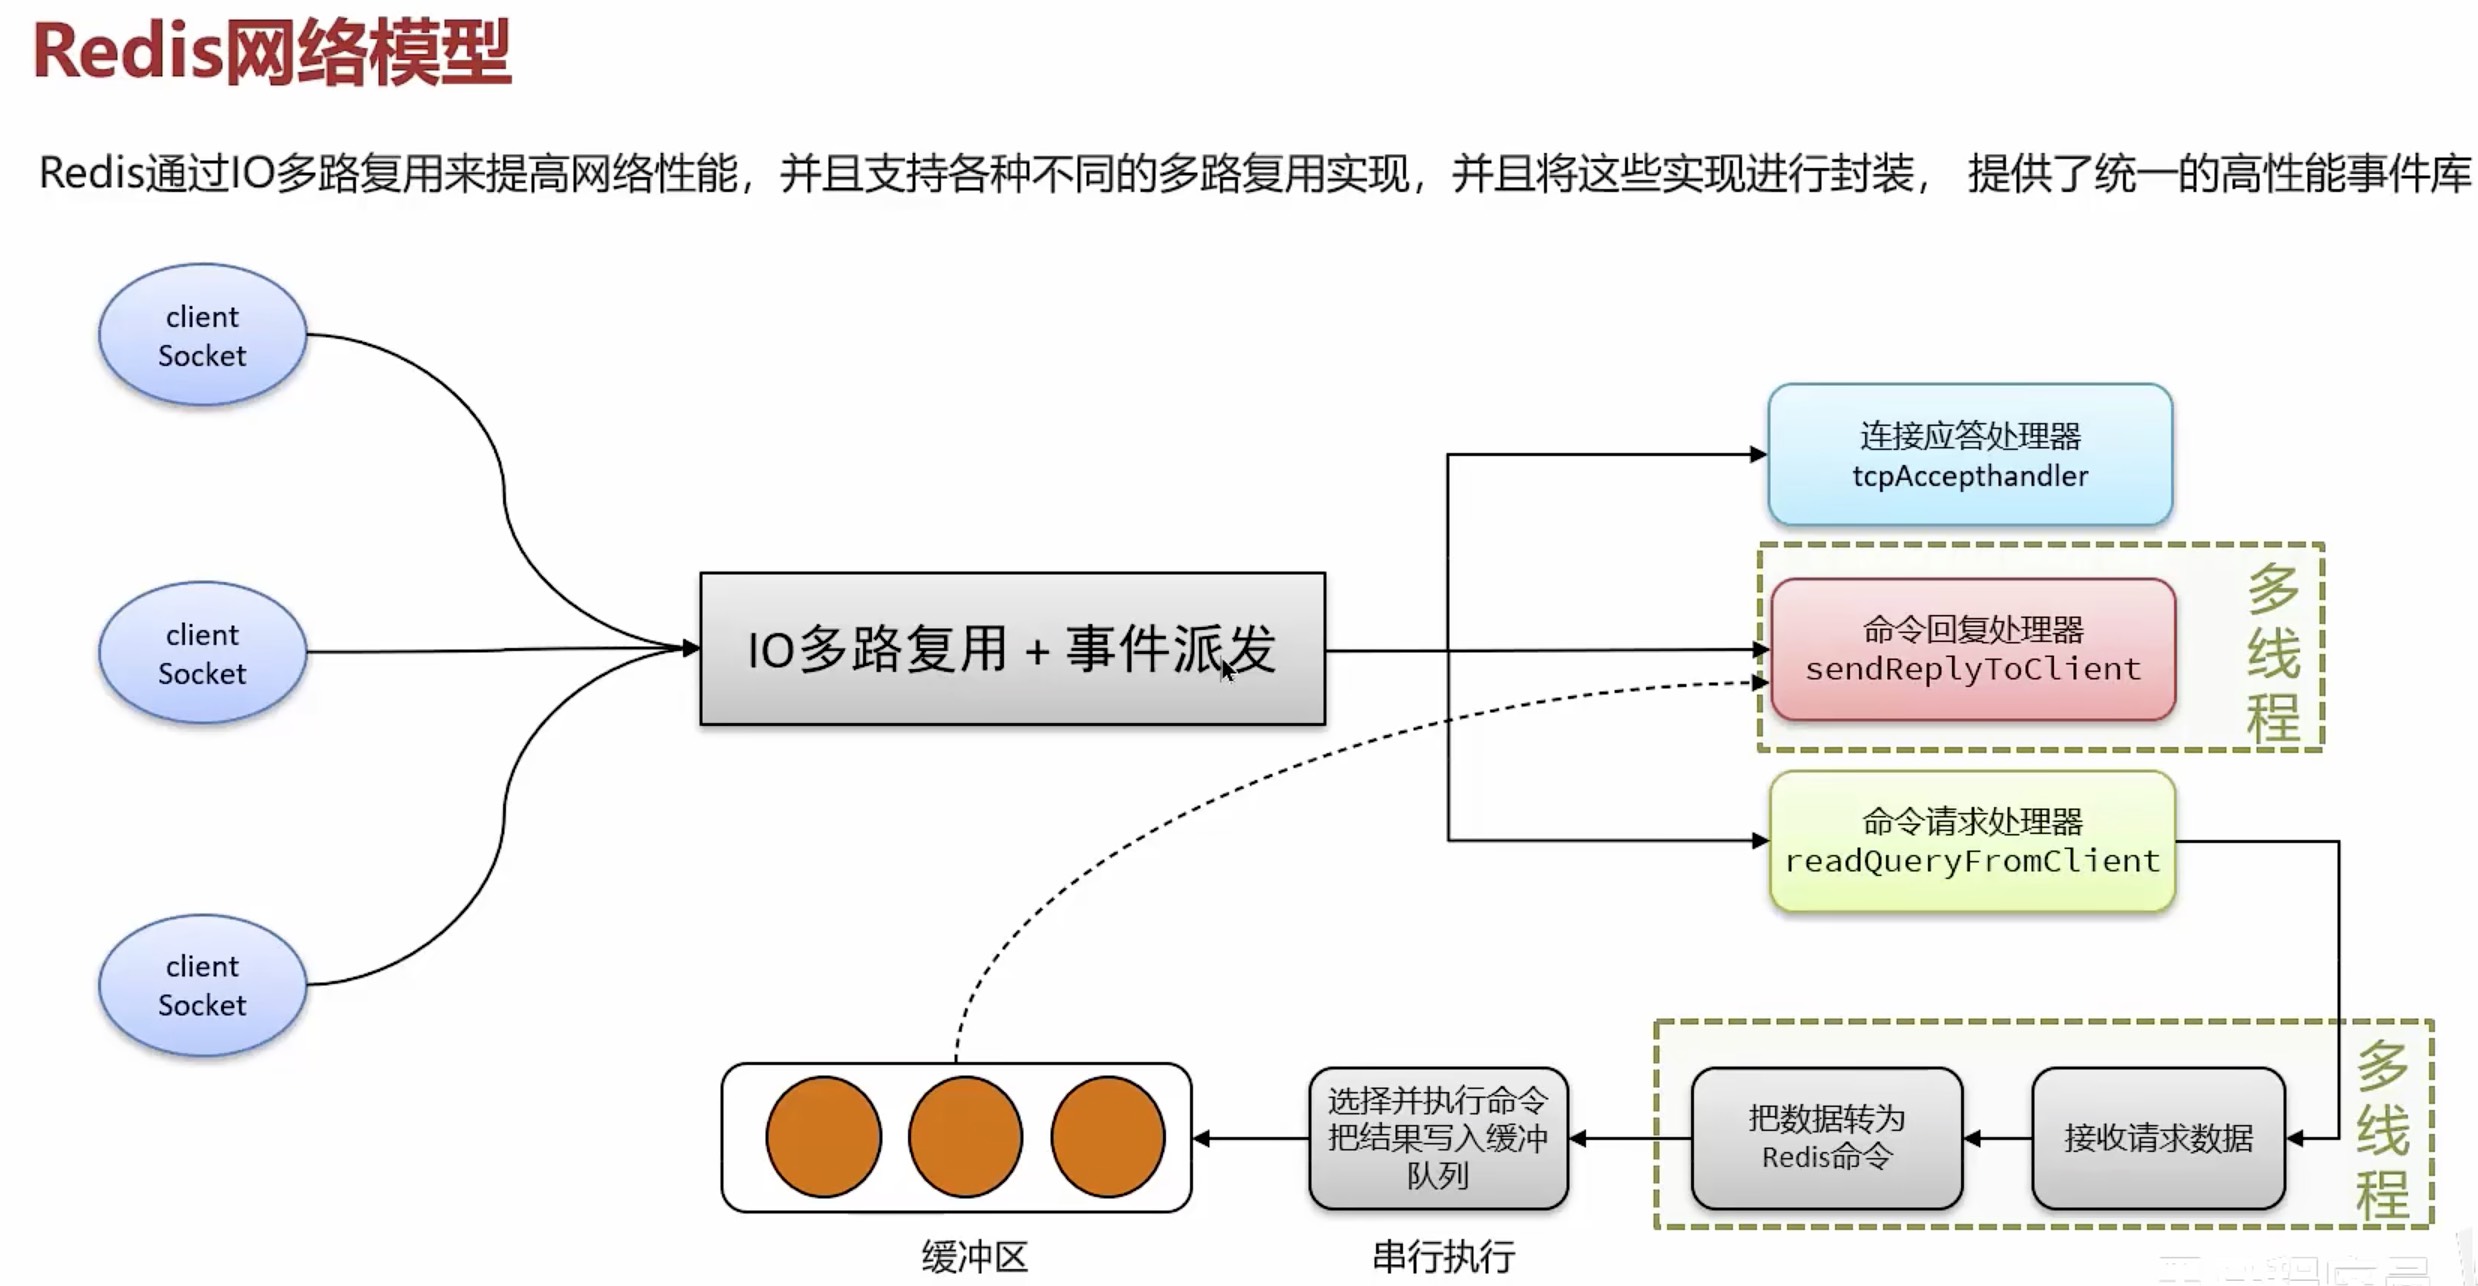 Redis网络模型
Redis通过IO多路复用来提高网络性能，并且支持各种不同的多路复用实现，并且将这些实现进行封装， 提供了统一的高性能事件库
client
Socket
client
Socket
client
Socket
IO多路复用 + 事件派发
连接应答处理器
tcpAccepthandler
命令回复处理器
sendReplyToClient
多
线
程
命令请求处理器
readQueryFromClient
接收请求数据
把数据转为
Redis命令
多
线
程
选择并执行命令
把结果写入缓冲
队列
串行执行
缓冲区